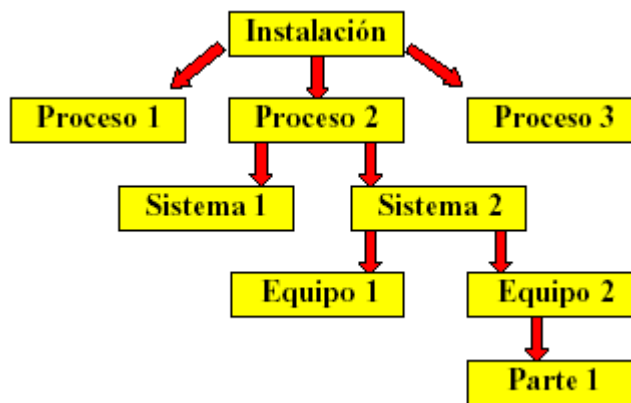 Instalación
Proceso 1
Proceso 2
Proceso 3
Sistema 1
Sistema 2
Equipo 1
Equipo 2
Parte 1